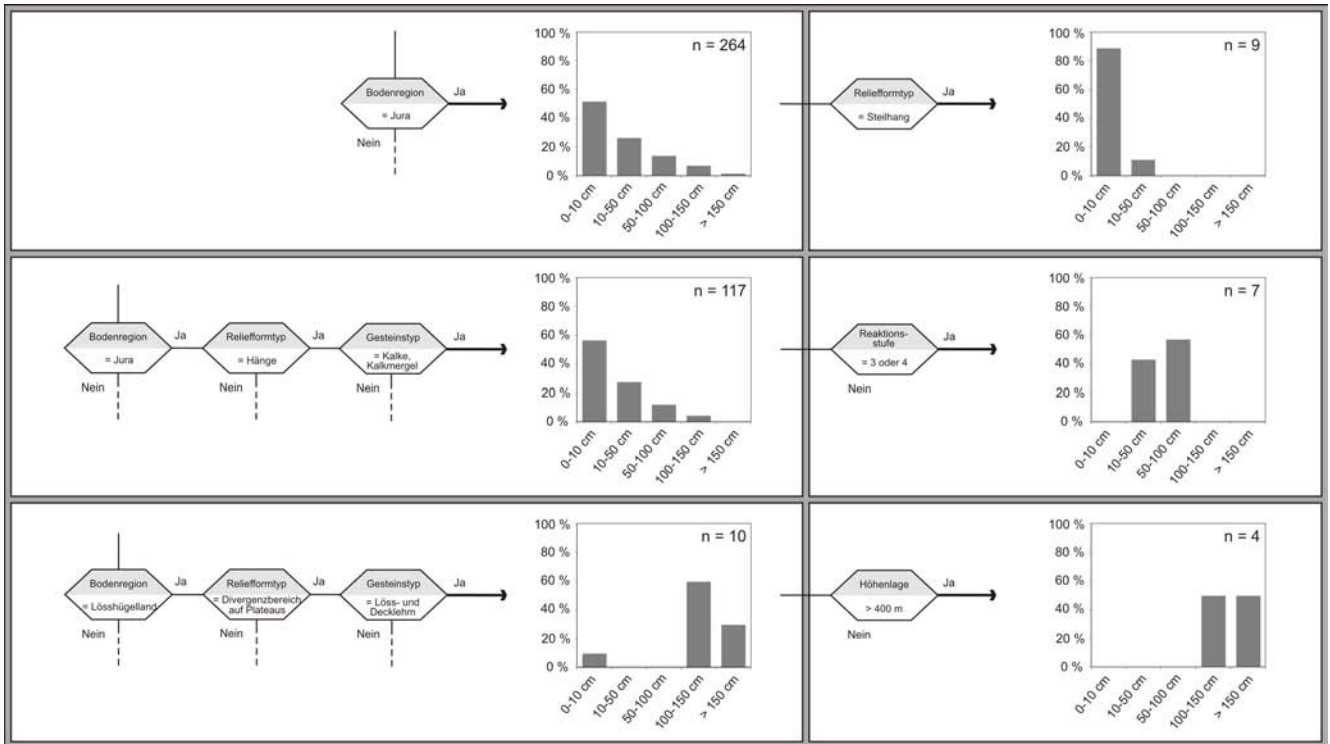 100 %
80 %
60 %
40 %
20 %
0 %
n = 264
Bodenregion
= Jura
Ja
Nein
0-10 cm
10-50 cm
50-100 cm
100-150 cm
> 150 cm
100 %
80 %
60 %
40 %
20 %
0 %
n = 9
Reliefformtyp
= Steilhang
Ja
0-10 cm
10-50 cm
50-100 cm
100-150 cm
> 150 cm
100 %
80 %
60 %
40 %
20 %
0 %
n = 117
Bodenregion
= Jura
Ja
Nein
Reliefformtyp
= Hänge
Ja
Nein
Gesteinstyp
= Kalke,
Kalkmergel
Ja
Nein
0-10 cm
10-50 cm
50-100 cm
100-150 cm
> 150 cm
100 %
80 %
60 %
40 %
20 %
0 %
n = 7
Reaktions-
stufe
= 3 oder 4
Ja
Nein
0-10 cm
10-50 cm
50-100 cm
100-150 cm
> 150 cm
100 %
80 %
60 %
40 %
20 %
0 %
n = 10
Bodenregion
= Lösshügelland
Ja
Nein
Reliefformtyp
= Divergenzbereich
auf Plateaus
Ja
Nein
Gesteinstyp
= Löss- und
Decklehm
Ja
Nein
0-10 cm
10-50 cm
50-100 cm
100-150 cm
> 150 cm
100 %
80 %
60 %
40 %
20 %
0 %
n = 4
Höhenlage
> 400 m
Ja
Nein
0-10 cm
10-50 cm
50-100 cm
100-150 cm
> 150 cm